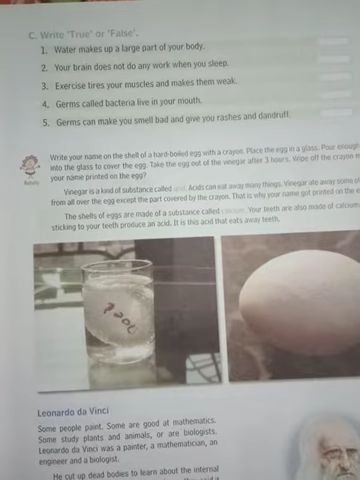 C. Write 'True' or 'False'.
1. Water makes up a large part of your body.
2. Your brain does not do any work when you sleep.
3. Exercise tires your muscles and makes them weak.
4. Germs called bacteria live in your mouth.
5. Germs can make you smell bad and give you rashes and dandruff.
Write your name on the shell of a hard-boiled egg with a crayon. Place the egg in a glass. Pour enough
into the glass to cover the egg. Take the egg out of the vinegar after 3 hours. Wipe off the crayon
your name printed on the egg?
Activity
Vinegar is a kind of substance called acid. Acids can eat away many things. Vinegar ate away some
from all over the egg except the part covered by the crayon. That is why your name got printed on the
The shells of eggs are made of a substance called calcium. Your teeth are also made of calcium
sticking to your teeth produce an acid. It is this acid that eats away teeth.
Leonardo da Vinci
Some people paint. Some are good at mathematics.
Some study plants and animals, or are biologists.
Leonardo da Vinci was a painter, a mathematician, an
engineer and a biologist.
He cut up dead bodies to learn about the internal